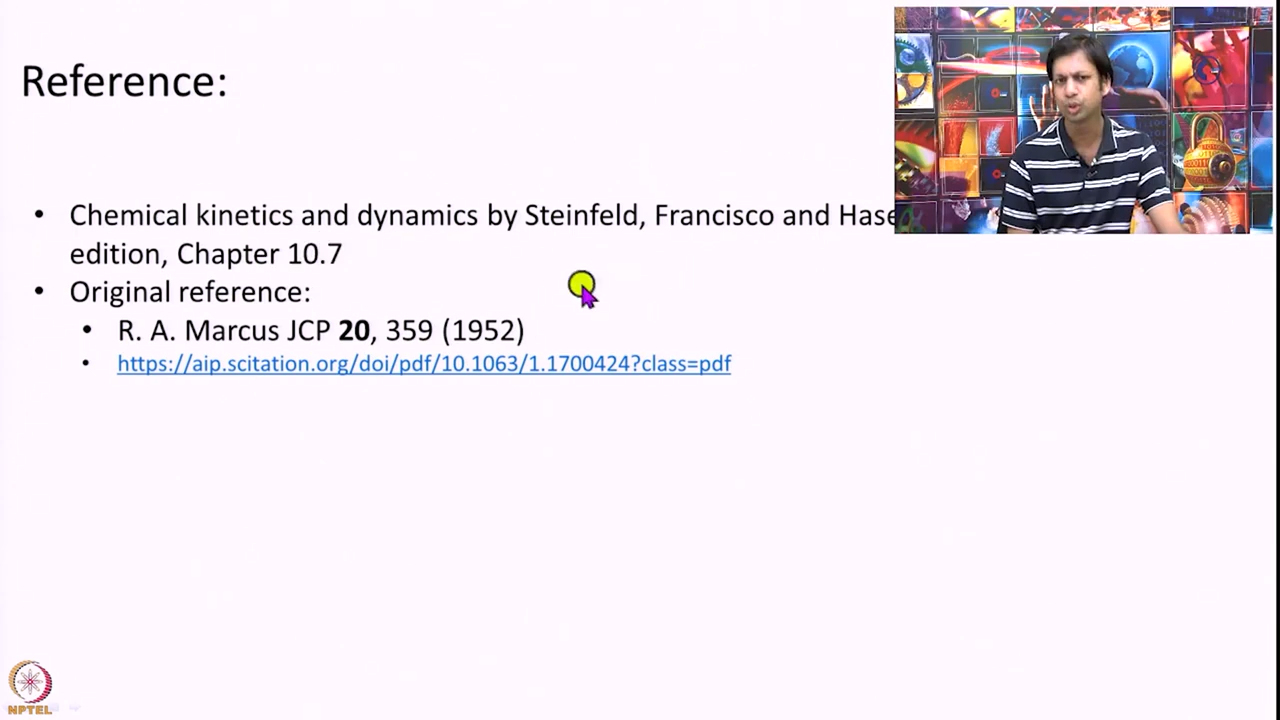 Reference:
• Chemical kinetics and dynamics by Steinfeld, Francisco and Hase
edition, Chapter 10.7
• Original reference:
• R. A. Marcus JCP 20, 359 (1952)
• https://aip.scitation.org/doi/pdf/10.1063/1.1700424?class=pdf
NPTEL